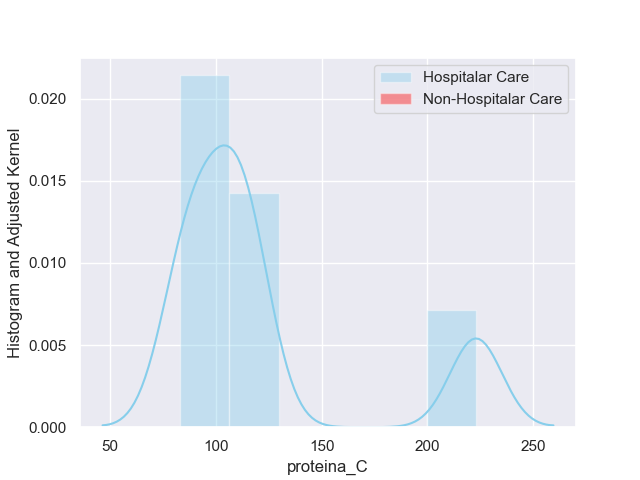 Hospitalar Care
Non-Hospitalar Care
Histogram and Adjusted Kernel
0.020
0.015
0.010
0.005
0.000
50 100 150 200 250
proteina_C